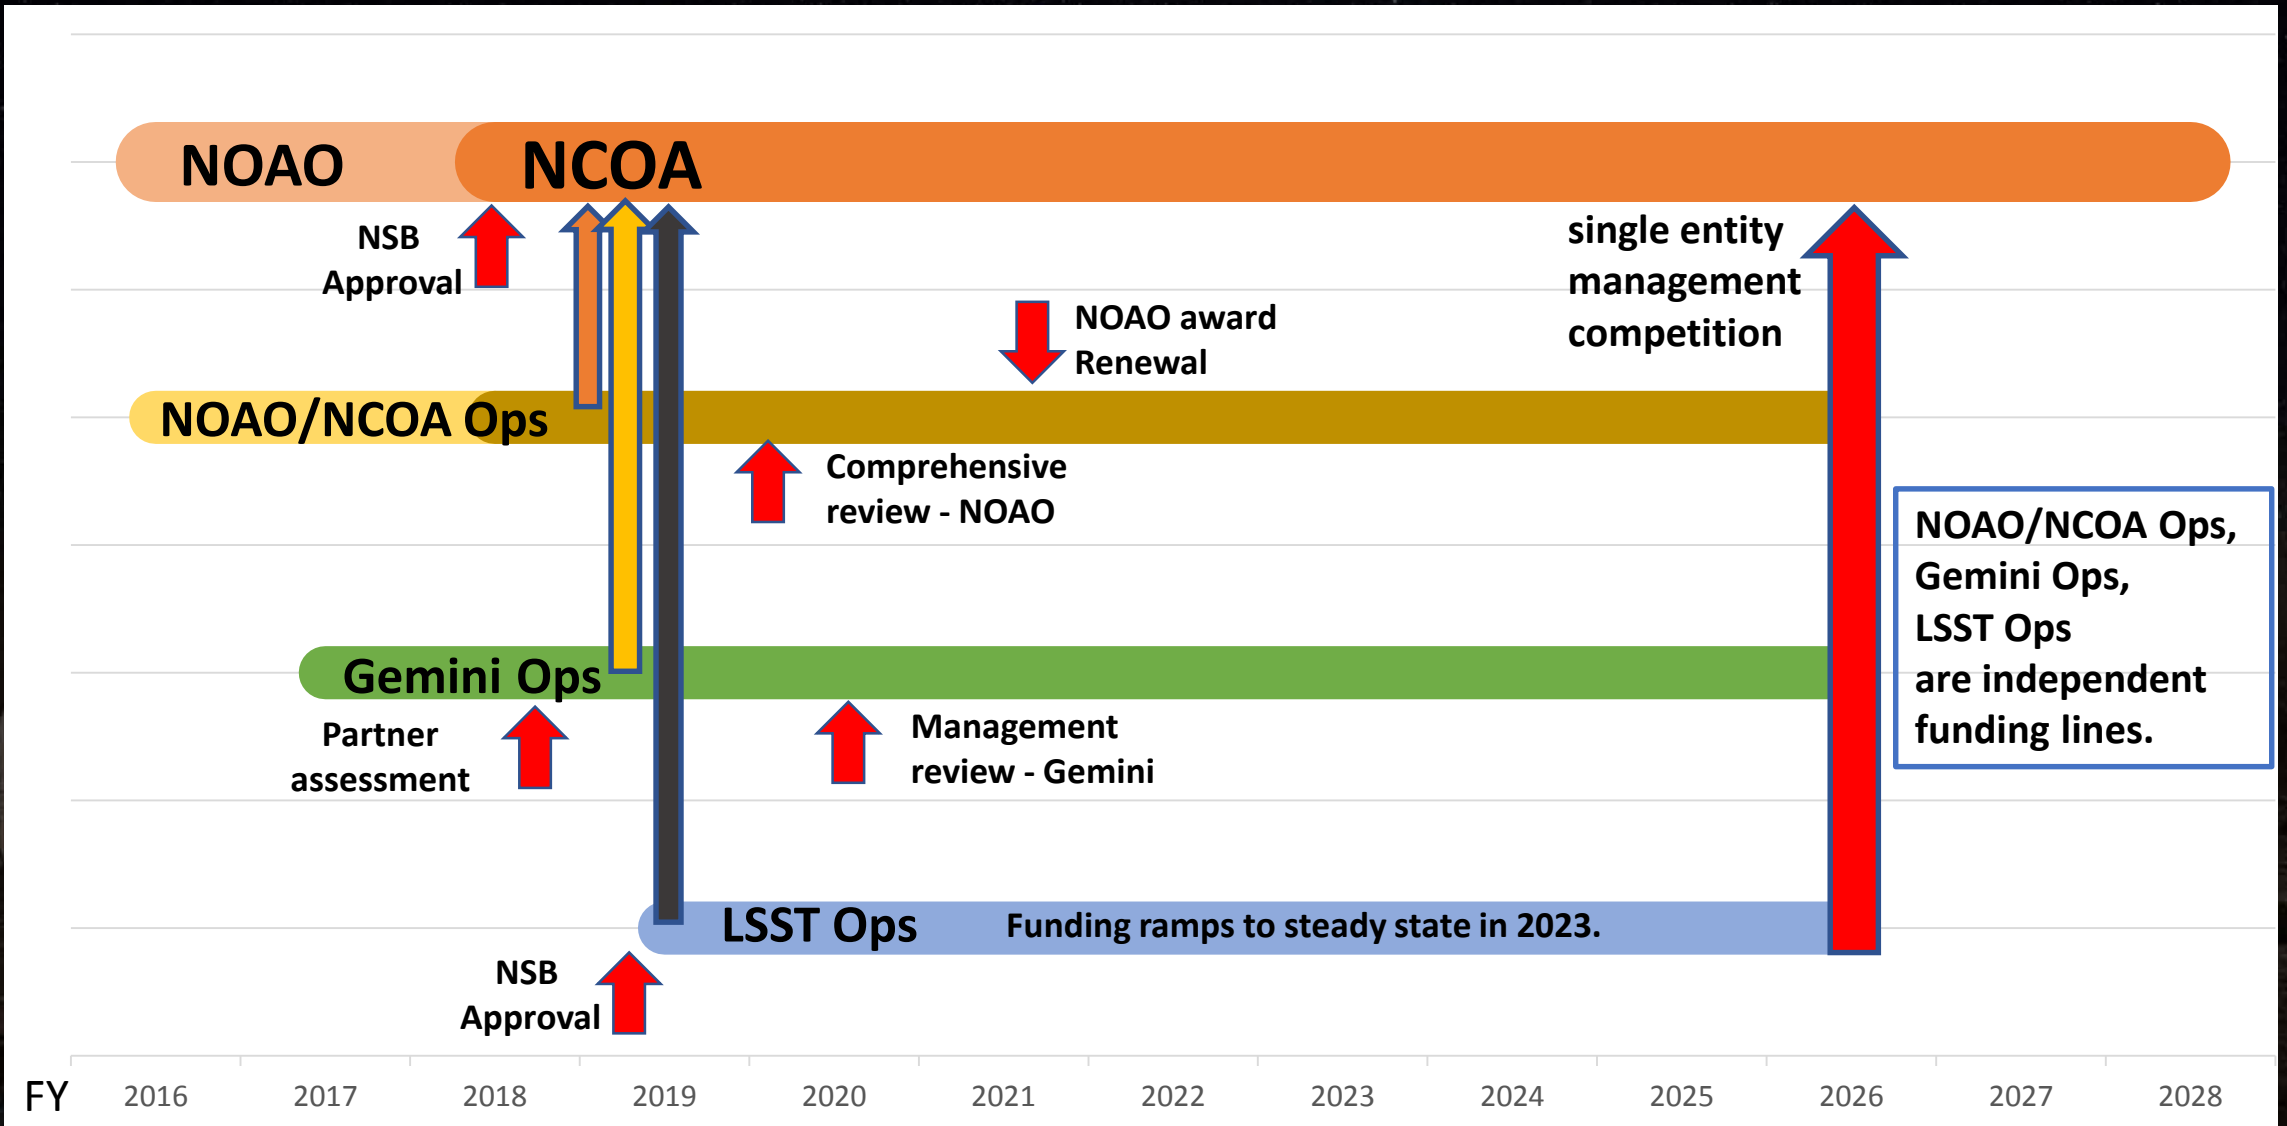 NOAO
NCOA
NSB
Approval
single entity
management
competition
NOAO award
Renewal
NOAO/NCOA Ops
Comprehensive
review - NOAO
NOAO/NCOA Ops,
Gemini Ops,
LSST Ops
are independent
funding lines.
Gemini Ops
Partner
assessment
Management
review - Gemini
LSST Ops
Funding ramps to steady state in 2023.
NSB
Approval
FY 2016 2017 2018 2019 2020 2021 2022 2023 2024 2025 2026 2027 2028